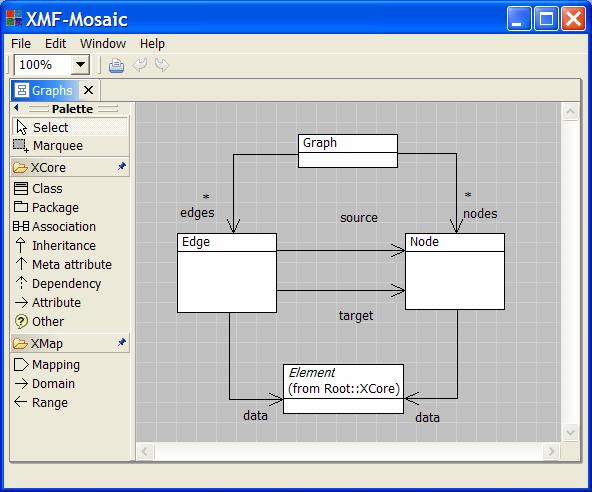 XMF-Mosaic
File Edit Window Help
100%
Graphs
Palette
Select
Marquee
XCore
Class
Package
Association
Inheritance
Meta attribute
Dependency
Attribute
Other
XMap
Mapping
Domain
Range
Graph
* *
edges source nodes
Edge Node
target
Element
(from Root::XCore)
data data